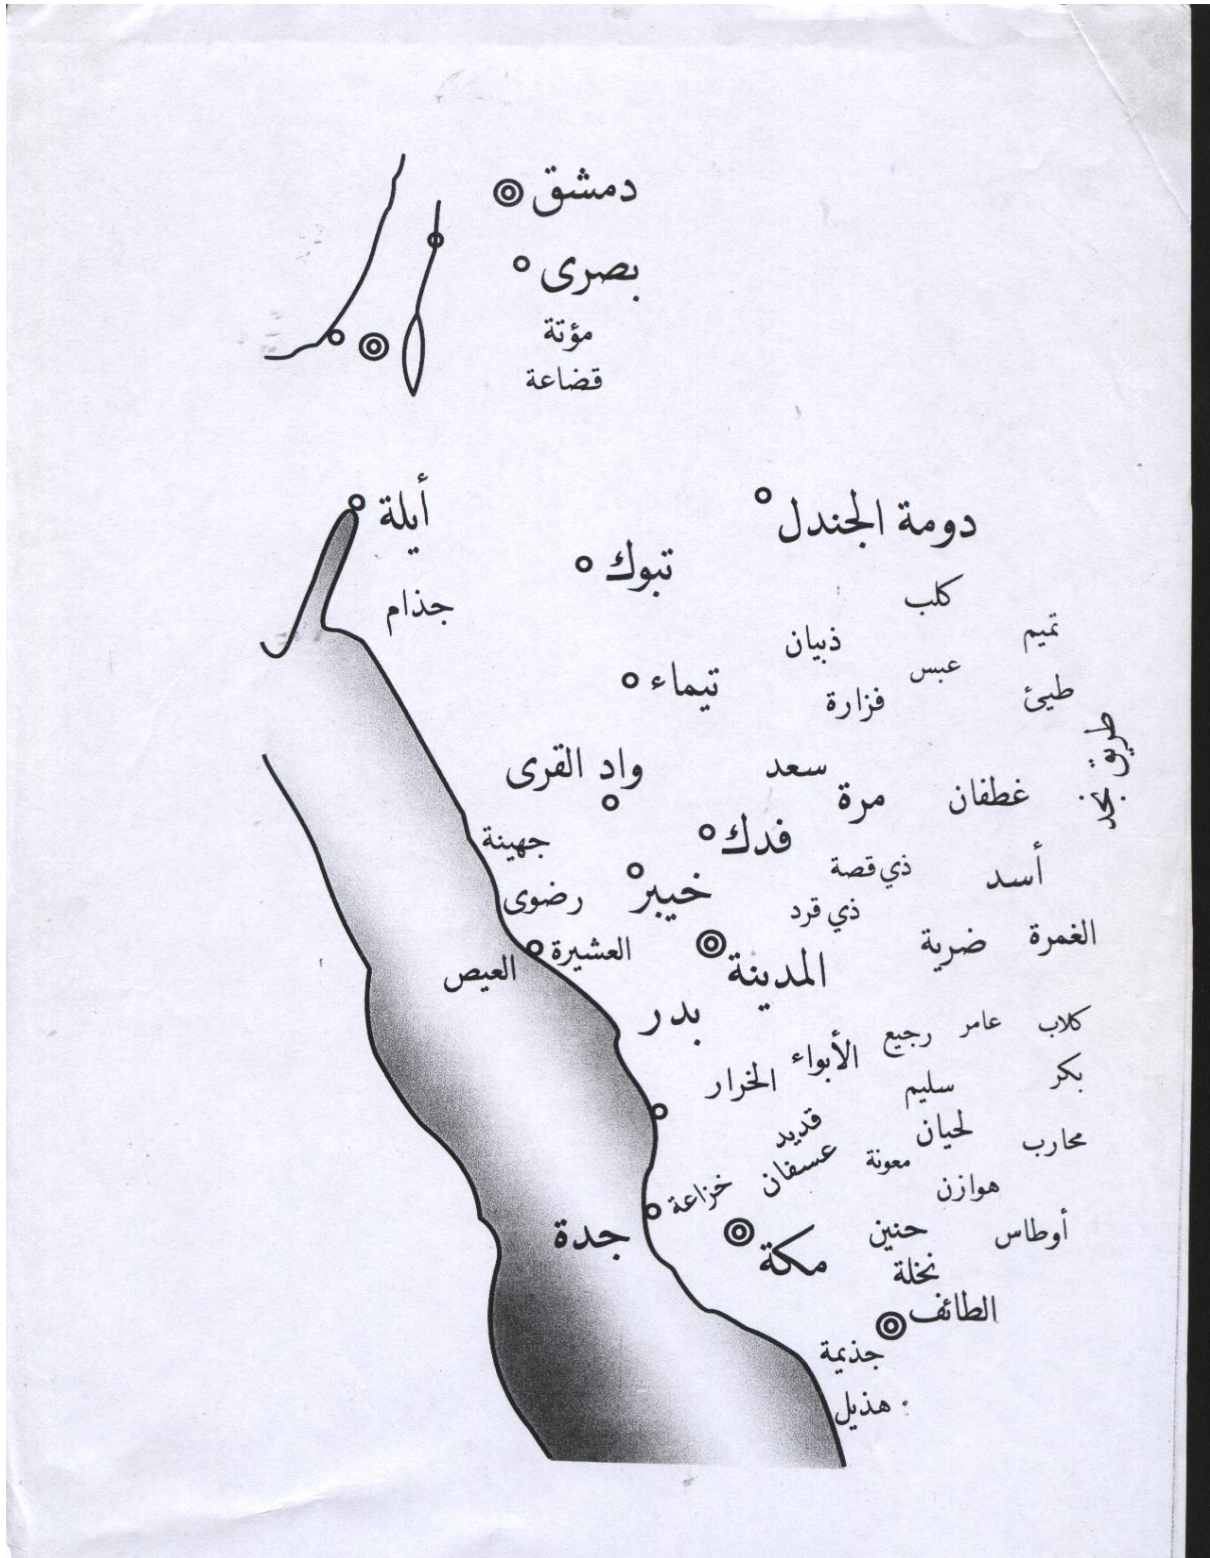 دمشق
بصرى
مؤتة
قضاعة
أيلة
دومة الجندل
تبوك
كلب
جذام
تميم
ذبيان
عبس
طيئ
فزارة
تيماء
طريق نجد
واد القرى
سعد
غطفان
مرة
فدك
جهينة
ذي قصة
أسد
خيبر
رضوى
ذي قرد
الغمرة
ضرية
المدينة
العشيرة
العيص
بدر
كلاب
عامر
رجيع
الأبواء
الخرار
بكر
سليم
قديد
لحيان
محارب
معونة
عسفان
هوازن
خزاعة
أوطاس
حنين
جدة
مكة
نخلة
الطائف
جذيمة
هذيل